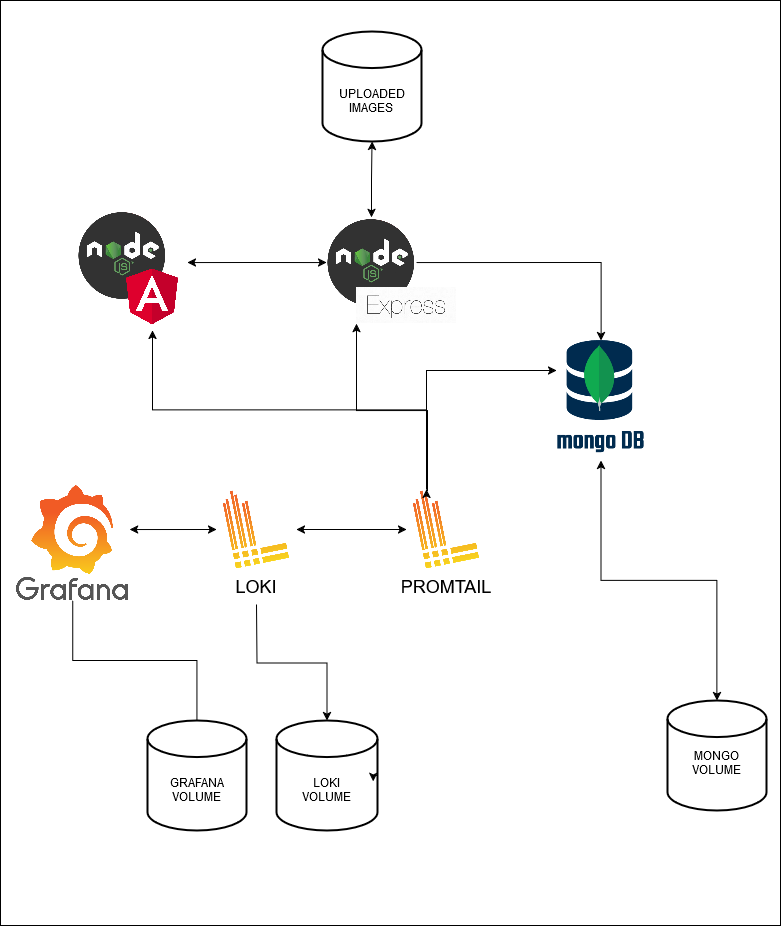 UPLOADED
IMAGES
node
JS
A
node
JS
Express
mongo DB
Grafana
LOKI
PROMTAIL
GRAFANA
VOLUME
LOKI
VOLUME
MONGO
VOLUME